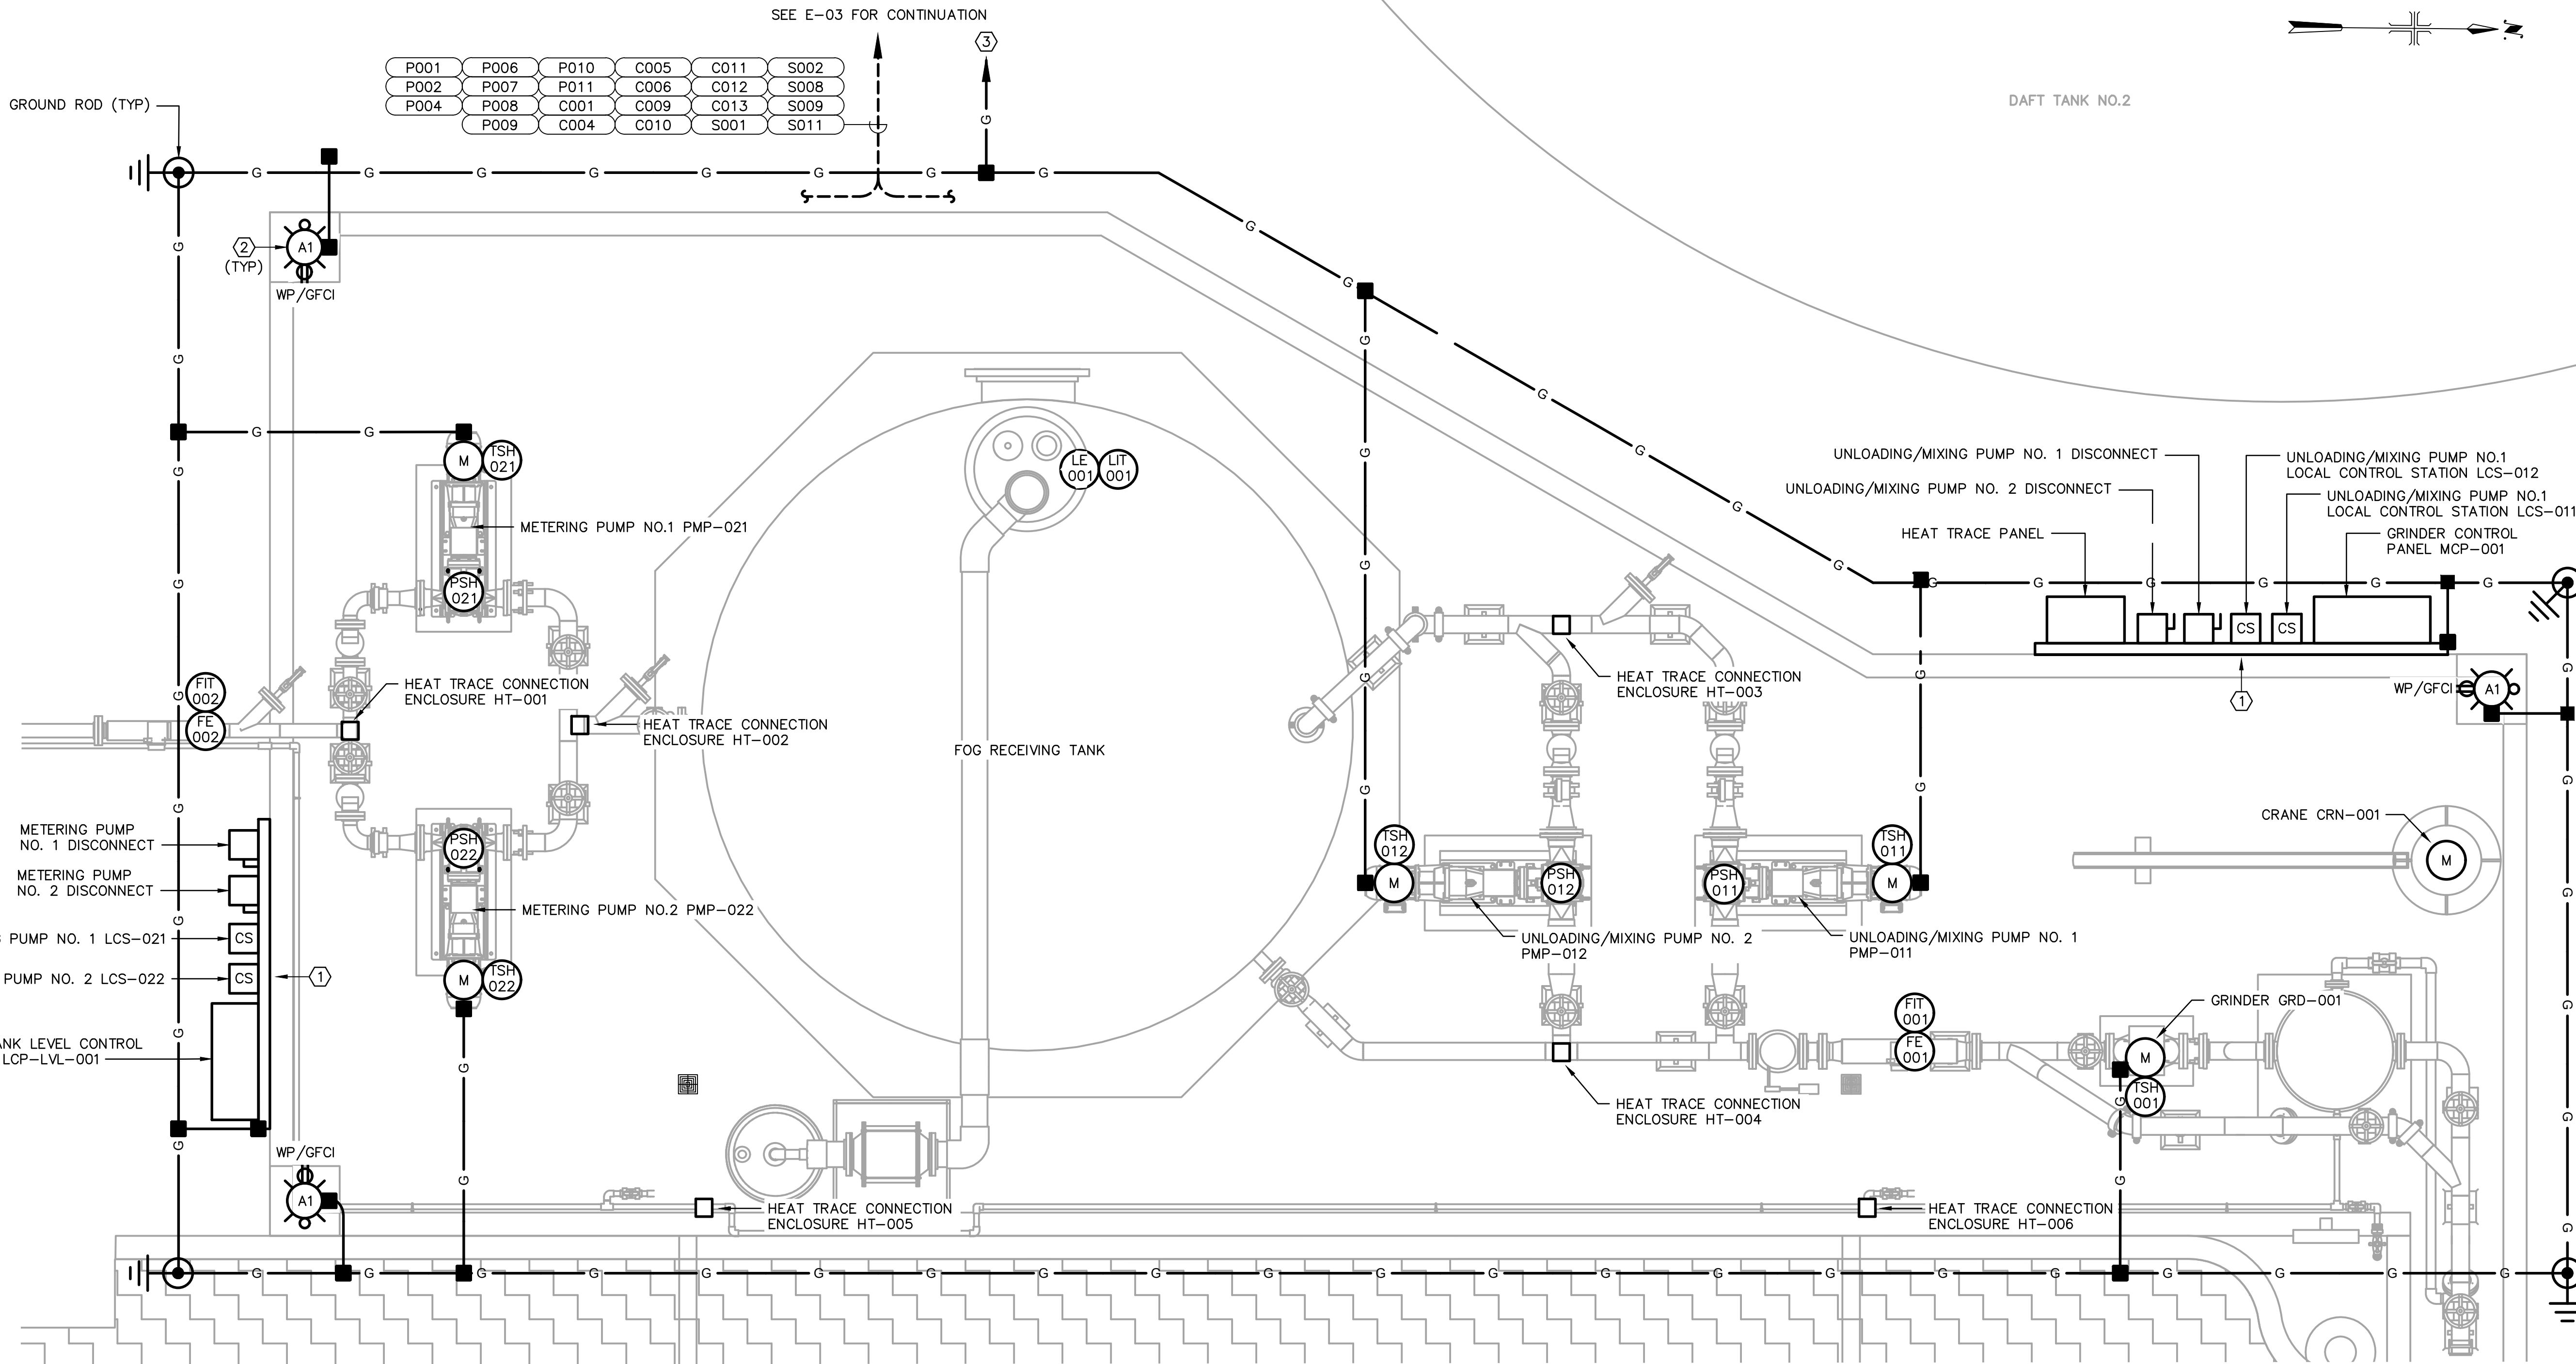 SEE E-03 FOR CONTINUATION
3
P001 P006 P010 C005 C011 S002
P002 P007 P011 C006 C012 S008
P004 P008 C001 C009 C013 S009
P009 C004 C010 S001 S011
GROUND ROD (TYP)
N
DAFT TANK NO.2
G G G G G G G G G
2
(TYP)
A1
WP/GFCI
TSH
021
M
LE
001
LIT
001
METERING PUMP NO.1 PMP-021
PSH
021
UNLOADING/MIXING PUMP NO. 1 DISCONNECT
UNLOADING/MIXING PUMP NO. 2 DISCONNECT
HEAT TRACE PANEL
UNLOADING/MIXING PUMP NO.1
LOCAL CONTROL STATION LCS-012
UNLOADING/MIXING PUMP NO.1
LOCAL CONTROL STATION LCS-011
GRINDER CONTROL
PANEL MCP-001
CS CS
1
WP/GFCI
A1
FIT
002
FE
002
HEAT TRACE CONNECTION
ENCLOSURE HT-001
HEAT TRACE CONNECTION
ENCLOSURE HT-002
FOG RECEIVING TANK
HEAT TRACE CONNECTION
ENCLOSURE HT-003
METERING PUMP
NO. 1 DISCONNECT
METERING PUMP
NO. 2 DISCONNECT
PUMP NO. 1 LCS-021
CS
PUMP NO. 2 LCS-022
CS
1
LEVEL CONTROL
LCP-LVL-001
PSH
022
METERING PUMP NO.2 PMP-022
M
TSH
022
TSH
012
M
PSH
012
PSH
011
TSH
011
M
UNLOADING/MIXING PUMP NO. 2
PMP-012
UNLOADING/MIXING PUMP NO. 1
PMP-011
CRANE CRN-001
M
FIT
001
FE
001
GRINDER GRD-001
M
TSH
001
HEAT TRACE CONNECTION
ENCLOSURE HT-004
WP/GFCI
A1
HEAT TRACE CONNECTION
ENCLOSURE HT-005
HEAT TRACE CONNECTION
ENCLOSURE HT-006
G G G G G G G G G G G G G G G G G G G G G